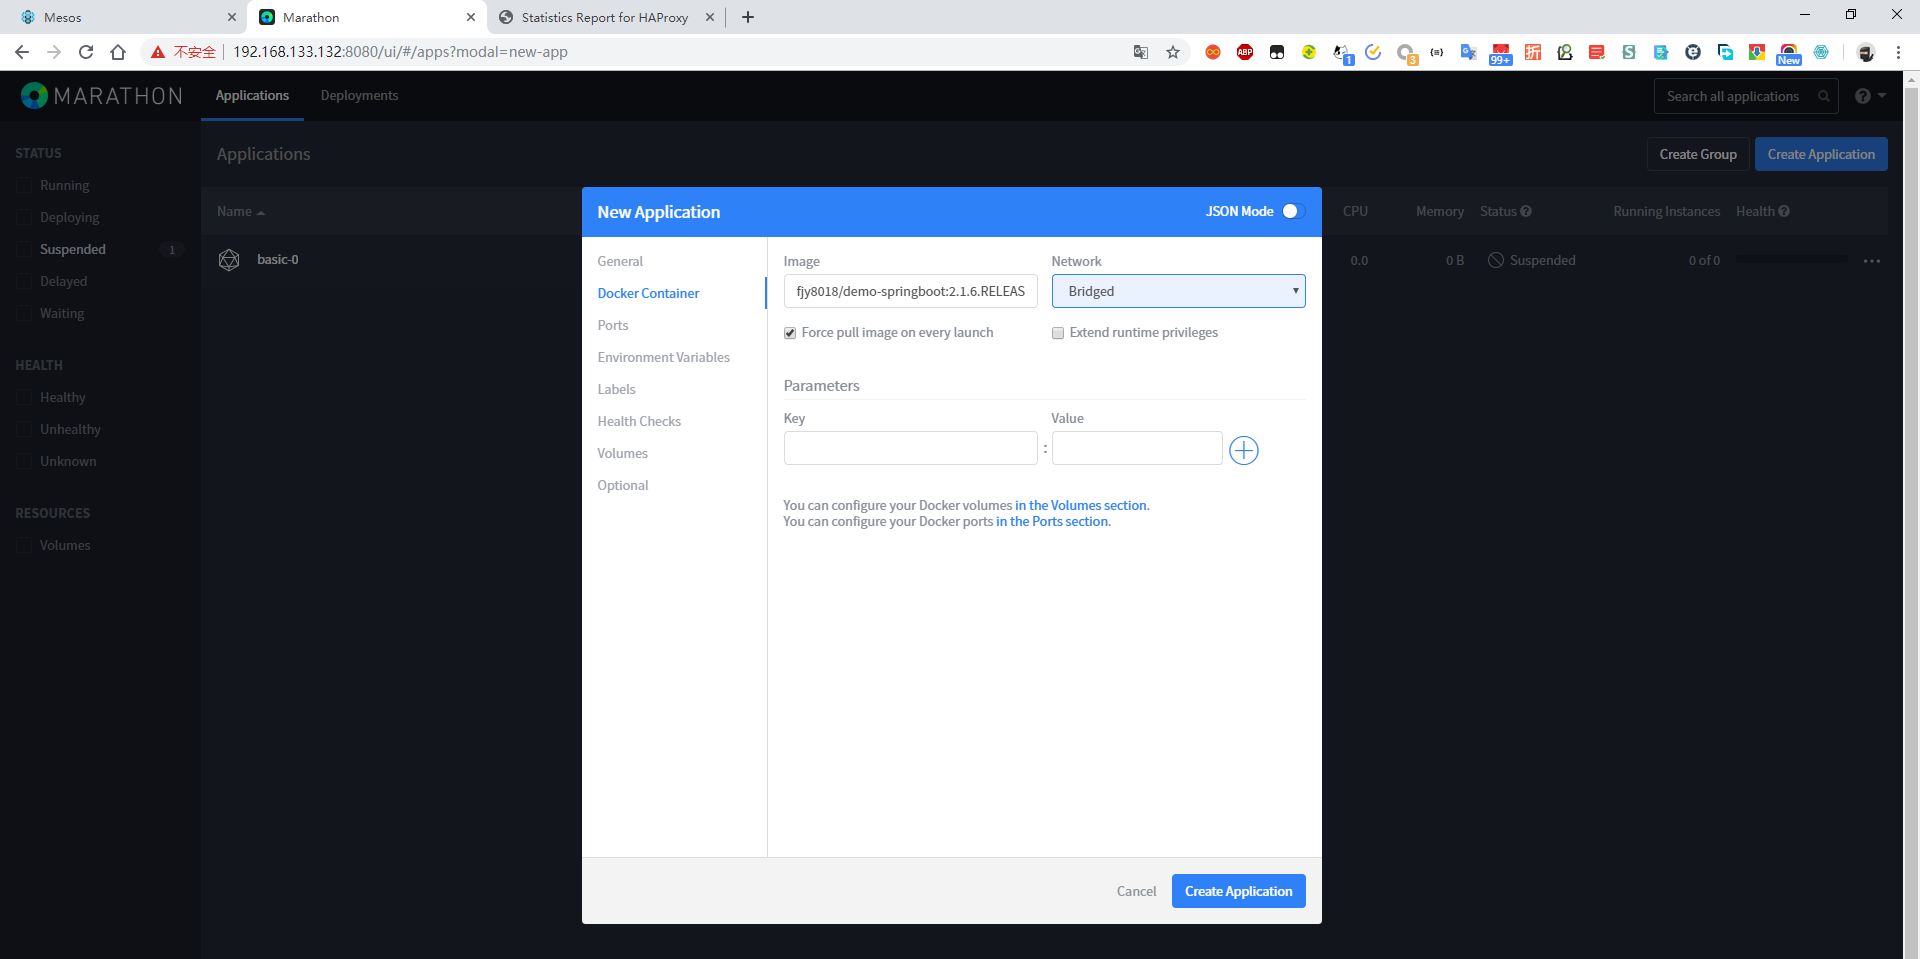 Mesos
Marathon
Statistics Report for HAProxy
不安全
192.168.133.132:8080/ui/#/apps?modal=new-app
ABP
1
3
99+
折
New
MARATHON
Applications
Deployments
Search all applications
STATUS
Running
Deploying
Suspended
1
Delayed
Waiting
HEALTH
Healthy
Unhealthy
Unknown
RESOURCES
Volumes
Applications
Create Group
Create Application
Name
CPU
Memory
Status
Running Instances
Health
basic-0
0.0
0 B
Suspended
0 of 0
New Application
JSON Mode
General
Docker Container
Ports
Environment Variables
Labels
Health Checks
Volumes
Optional
Image
Network
fjy8018/demo-springboot:2.1.6.RELEAS
Bridged
Force pull image on every launch
Extend runtime privileges
Parameters
Key
Value
:
You can configure your Docker volumes in the Volumes section.
You can configure your Docker ports in the Ports section.
Cancel
Create Application